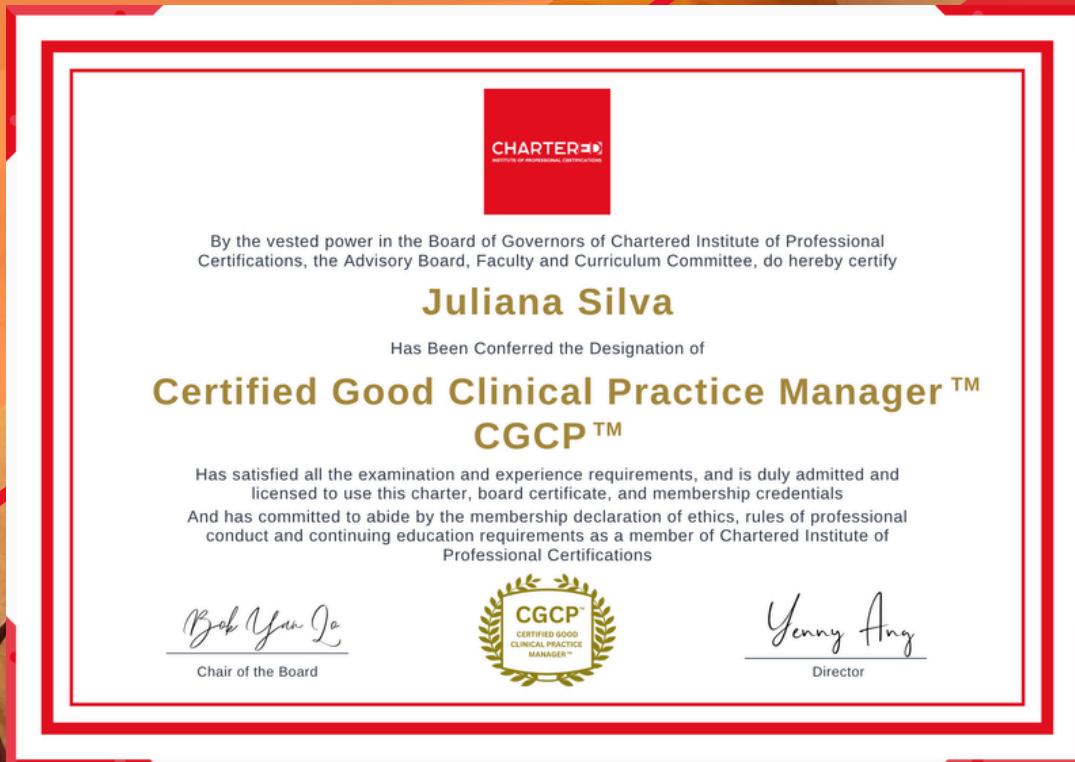 CHARTERED
INSTITUTE OF PROFESSIONAL CERTIFICATIONS
By the vested power in the Board of Governors of Chartered Institute of Professional
Certifications, the Advisory Board, Faculty and Curriculum Committee, do hereby certify
Juliana Silva
Has Been Conferred the Designation of
Certified Good Clinical Practice Manager™
CGCP™
Has satisfied all the examination and experience requirements, and is duly admitted and
licensed to use this charter, board certificate, and membership credentials
And has committed to abide by the membership declaration of ethics, rules of professional
conduct and continuing education requirements as a member of Chartered Institute of
Professional Certifications
Bok Yan Lo
Chair of the Board
CGCP™
CERTIFIED GOOD
CLINICAL PRACTICE
MANAGER™
Yenny Ang
Director